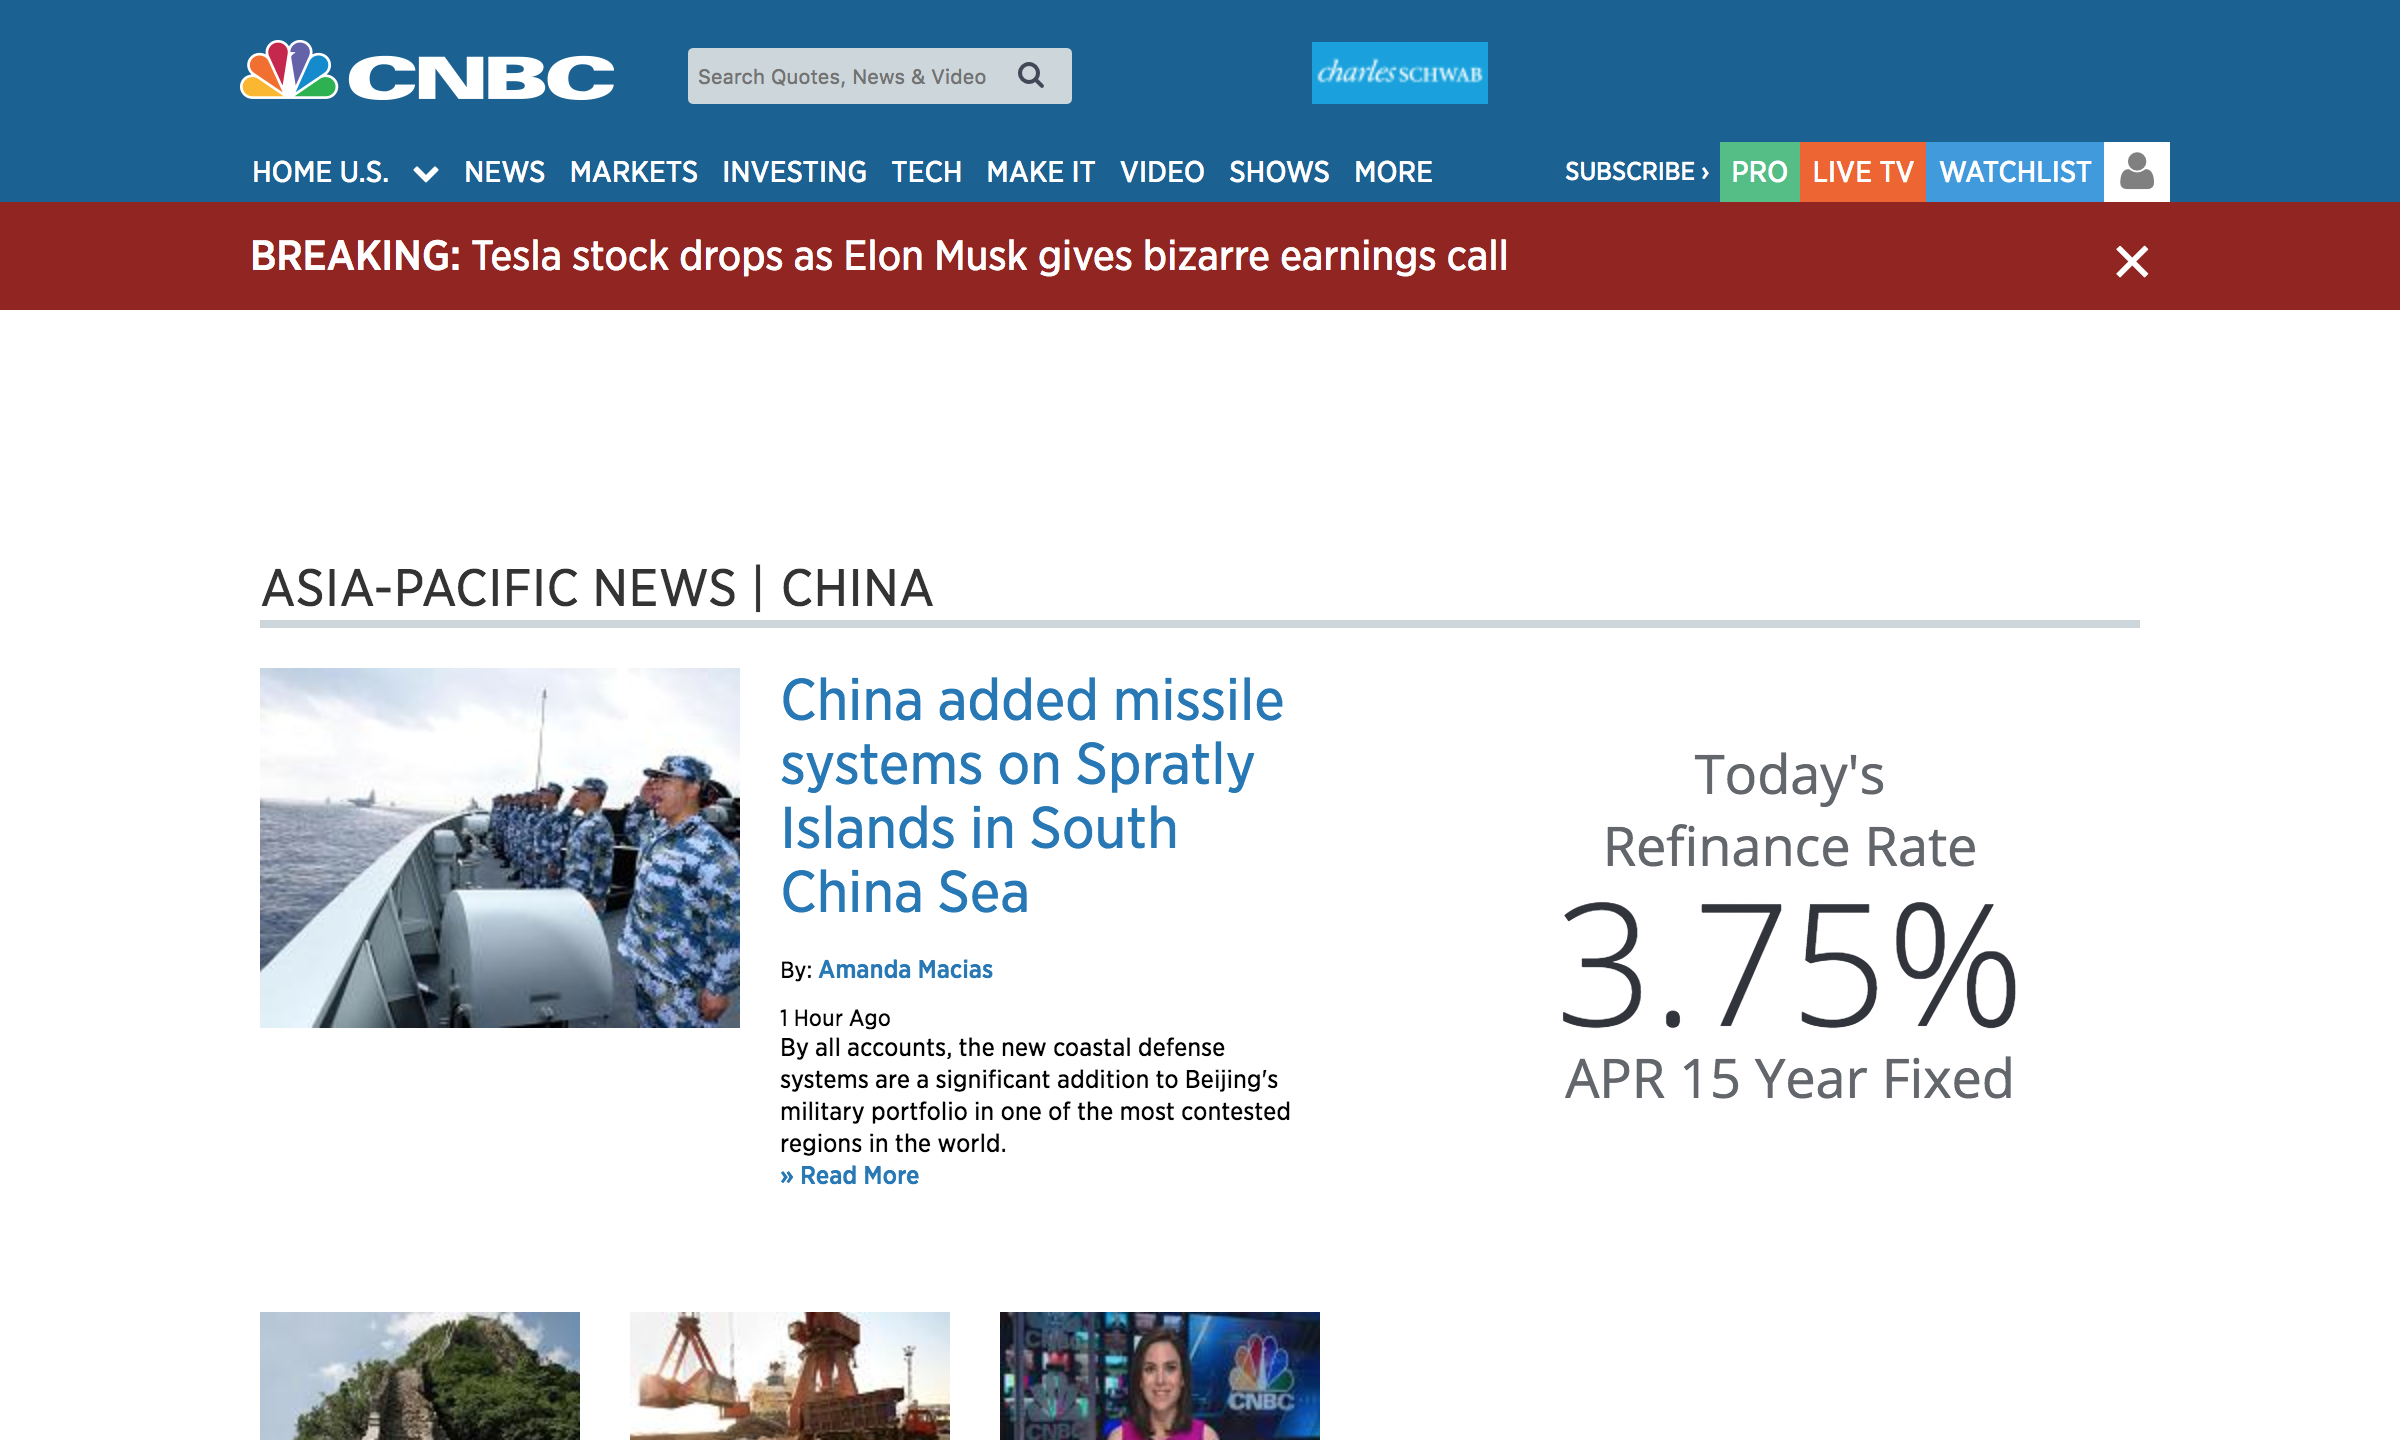 CNBC
Search Quotes, News & Video
charles SCHWAB
HOME U.S. NEWS MARKETS INVESTING TECH MAKE IT VIDEO SHOWS MORE
SUBSCRIBE › PRO LIVE TV WATCHLIST
BREAKING: Tesla stock drops as Elon Musk gives bizarre earnings call
ASIA-PACIFIC NEWS | CHINA
China added missile
systems on Spratly
Islands in South
China Sea
By: Amanda Macias
1 Hour Ago
By all accounts, the new coastal defense
systems are a significant addition to Beijing's
military portfolio in one of the most contested
regions in the world.
» Read More
Today's
Refinance Rate
3.75%
APR 15 Year Fixed
CNBC
CNBC